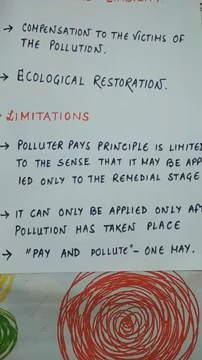 → COMPENSATION TO THE VICTIMS OF
THE POLLUTION.
→ ECOLOGICAL RESTORATION.
LIMITATIONS
→ POLLUTER PAYS PRINCIPLE IS LIMITE
TO THE SENSE THAT IT MAY BE APP
IED ONLY TO THE REMEDIAL STAGE
→ IT CAN ONLY BE APPLIED ONLY AFT
POLLUTION HAS TAKEN PLACE
→ "PAY AND POLLUTE" - ONE MAY.